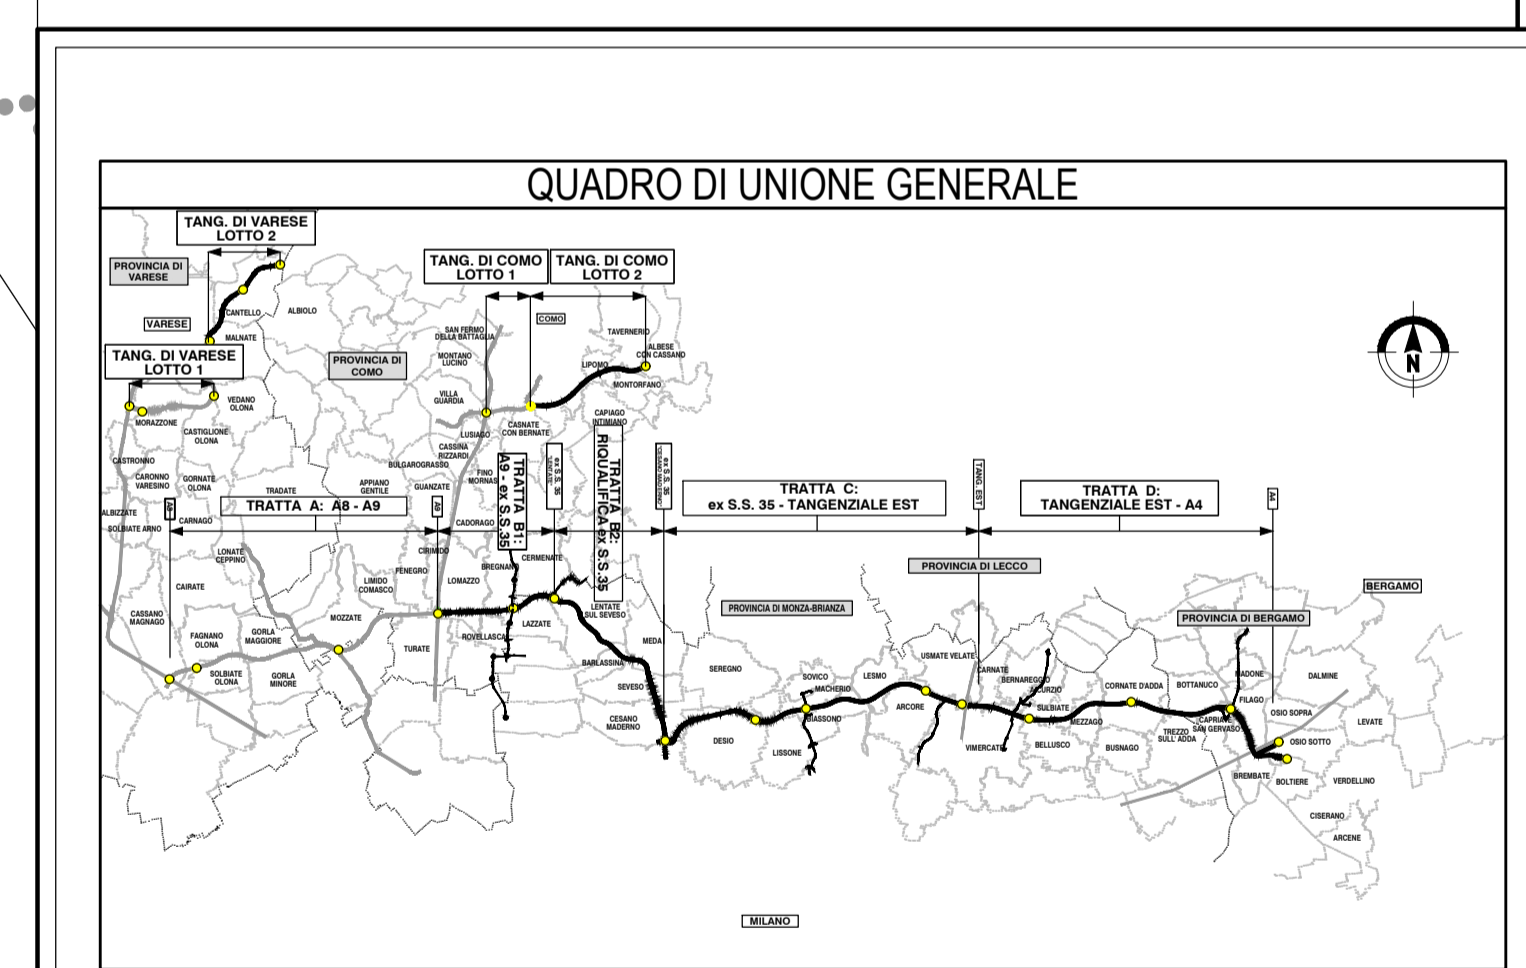 QUADRO DI UNIONE GENERALE
TANG. DI VARESE
LOTTO 2
PROVINCIA DI
VARESE
TANG. DI COMO
LOTTO 1
TANG. DI COMO
LOTTO 2
CANTELLO
ALBIOLO
VARESE
MALNATE
COMO
SAN FERMO
DELLA BATTAGLIA
TAVERNERIO
TANG. DI VARESE
LOTTO 1
PROVINCIA DI
COMO
MONTANO
LUCINO
ALBESE
CON CASSANO
LIPOMO
MONTORFANO
N
VEDANO
OLONA
VILLA
GUARDIA
MORAZZONE
CASTIGLIONE
OLONA
LUSIAGO
CASNATE
CON BERNATE
CAPIAGO
INTIMIANO
CASTRONNO
CASSINA
RIZZARDI
BULGAROGRASSO
CARONNO
VARESINO
GORNATE
OLONA
TRADATE
APPIANO
GENTILE
GUANZATE
FINO
MORNAS
TRATTA B1:
A9 - ex S.S.35
ex S.S. 35
"LENTATE"
TRATTA B2:
RIQUALIFICA ex S.S.35
ex S.S. 35
"CESANO MADERNO"
TRATTA C:
ex S.S. 35 - TANGENZIALE EST
TANG. EST
TRATTA D:
TANGENZIALE EST - A4
A4
A8
TRATTA A: A8 - A9
A9
ALBIZZATE
SOLBIATE ARNO
CARNAGO
CADORAGO
LONATE
CEPPINO
CIRIMIDO
CERMENATE
CAIRATE
LIMIDO
COMASCO
FENEGRO
LOMAZZO
BREGNANO
PROVINCIA DI LECCO
BERGAMO
CASSANO
MAGNAGO
MOZZATE
LAZZATE
LENTATE
SUL SEVESO
PROVINCIA DI MONZA-BRIANZA
PROVINCIA DI BERGAMO
FAGNANO
OLONA
GORLA
MAGGIORE
TURATE
ROVELLASCA
MEDA
SOLBIATE
OLONA
GORLA
MINORE
BARLASSINA
SEVESO
SEREGNO
SOVICO
MACHERIO
LESMO
USMATE VELATE
CARNATE
BERNAREGGIO
AICURZIO
CORNATE D'ADDA
BOTTANUCO
MADONE
DALMINE
CESANO
MADERNO
DESIO
BIASSONO
LISSONE
ARCORE
VIMERCATE
SULBIATE
MEZZAGO
BELLUSCO
BUSNAGO
TREZZO
SULL' ADDA
CAPRIATE
SAN GERVASO
FILAGO
OSIO SOPRA
LEVATE
OSIO SOTTO
BREMBATE
BOLTIERE
VERDELLINO
CISERANO
ARCENE
MILANO